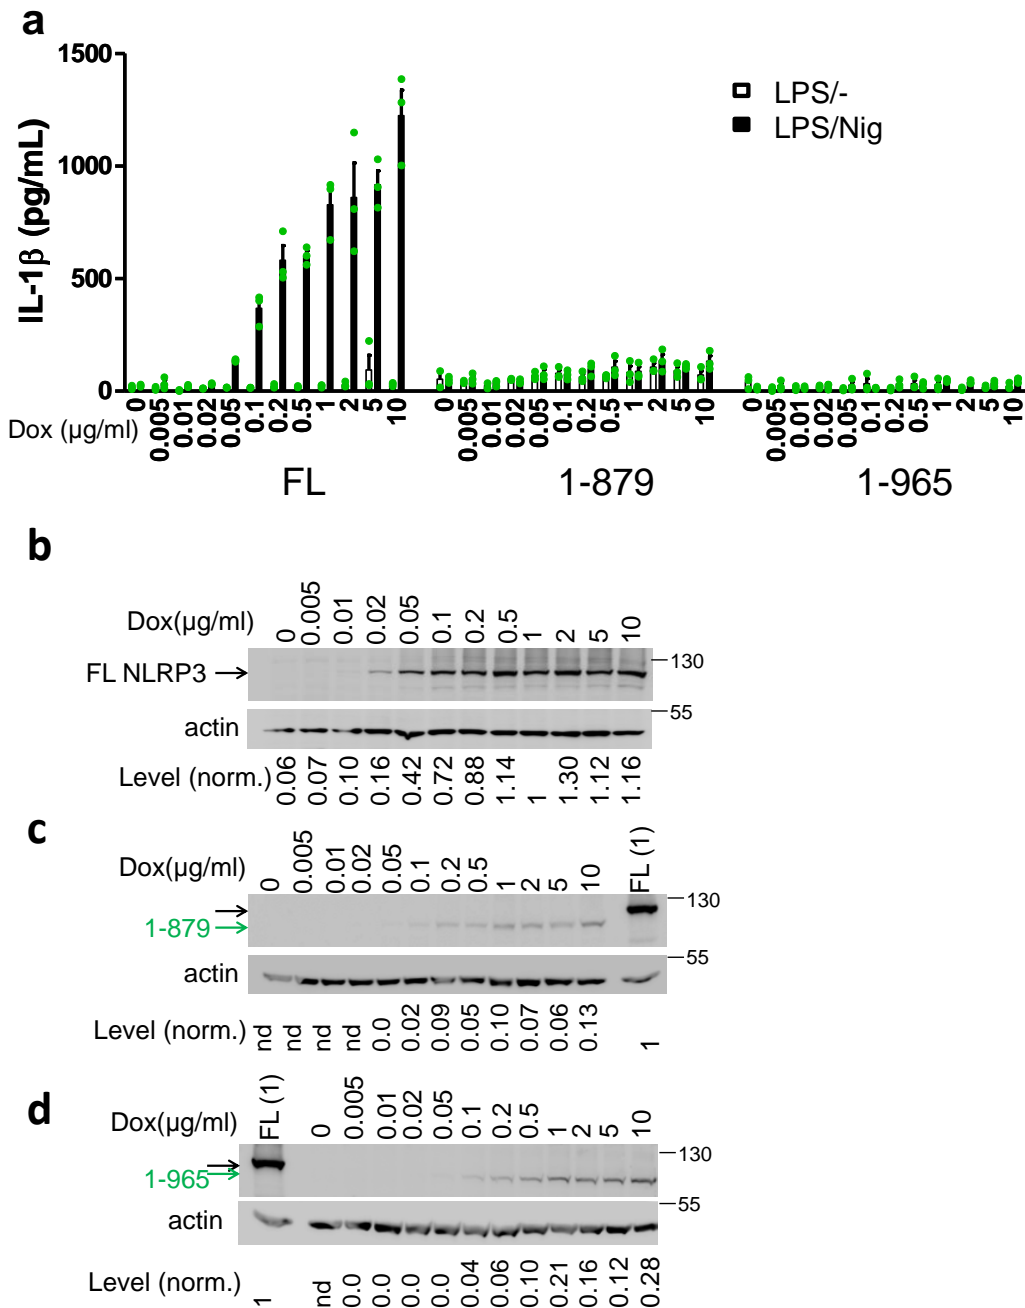 a
1500
1000
500
0
IL-1β (pg/mL)
LPS/-
LPS/Nig
Dox (μg/ml)
0 0.005 0.01 0.02 0.05 0.1 0.2 0.5 1 2 5 10
0 0.005 0.01 0.02 0.05 0.1 0.2 0.5 1 2 5 10
0 0.005 0.01 0.02 0.05 0.1 0.2 0.5 1 2 5 10
FL 1-879 1-965
b
Dox(μg/ml) 0 0.005 0.01 0.02 0.05 0.1 0.2 0.5 1 2 5 10
FL NLRP3
130
actin
55
Level (norm.) 0.06 0.07 0.10 0.16 0.42 0.72 0.88 1.14 1 1.30 1.12 1.16
c
Dox(μg/ml) 0 0.005 0.01 0.02 0.05 0.1 0.2 0.5 1 2 5 10 FL (1)
130
1-879
actin
55
Level (norm.) nd nd nd nd 0.0 0.02 0.09 0.05 0.10 0.07 0.06 0.13 1
d
Dox(μg/ml) FL (1) 0 0.005 0.01 0.02 0.05 0.1 0.2 0.5 1 2 5 10
130
1-965
actin
55
Level (norm.) 1 nd 0.0 0.0 0.0 0.0 0.04 0.06 0.10 0.21 0.16 0.12 0.28